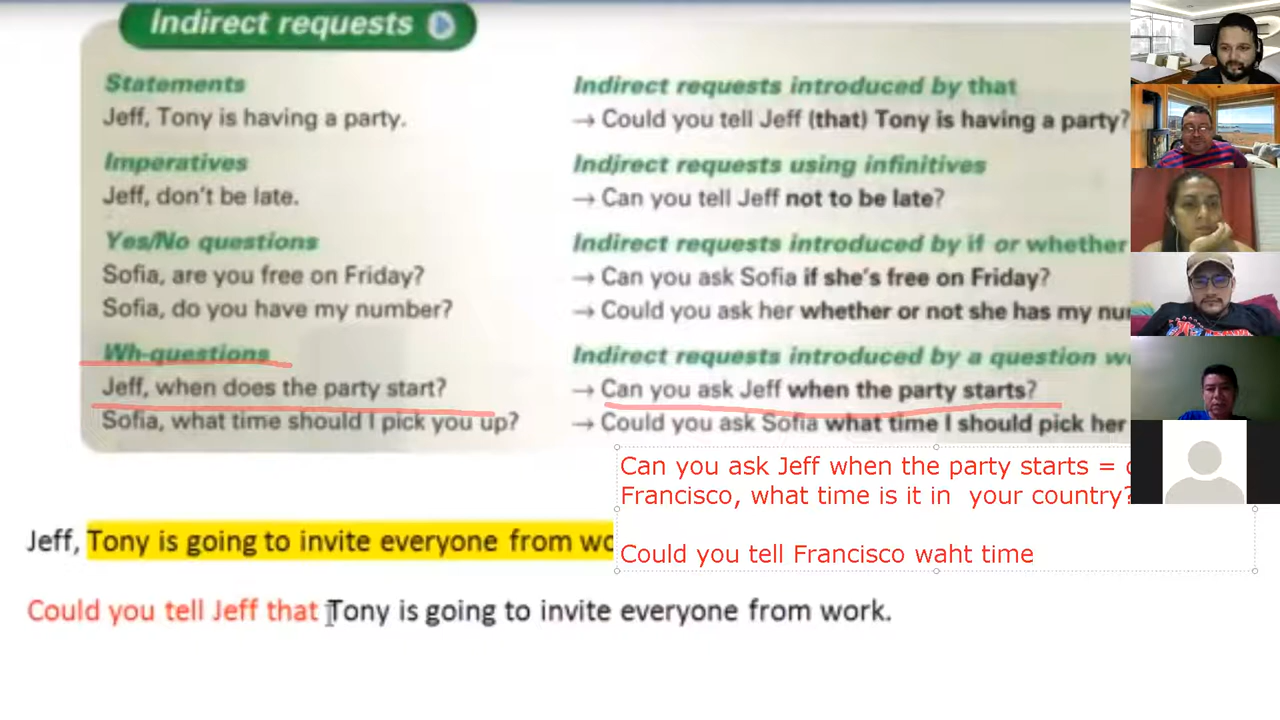 Indirect requests
Statements
Jeff, Tony is having a party.
Imperatives
Jeff, don't be late.
Yes/No questions
Sofia, are you free on Friday?
Sofia, do you have my number?
Wh-questions
Jeff, when does the party start?
Sofia, what time should I pick you up?
Indirect requests introduced by that
→ Could you tell Jeff (that) Tony is having a party?
Indirect requests using infinitives
→ Can you tell Jeff not to be late?
Indirect requests introduced by if or whether
→ Can you ask Sofia if she's free on Friday?
→ Could you ask her whether or not she has my
Indirect requests introduced by a question
→ Can you ask Jeff when the party starts?
→ Could you ask Sofia what time I should pick her
Can you ask Jeff when the party starts =
Francisco, what time is it in your country?
Could you tell Francisco waht time
Jeff, Tony is going to invite everyone from
Could you tell Jeff that Tony is going to invite everyone from work.